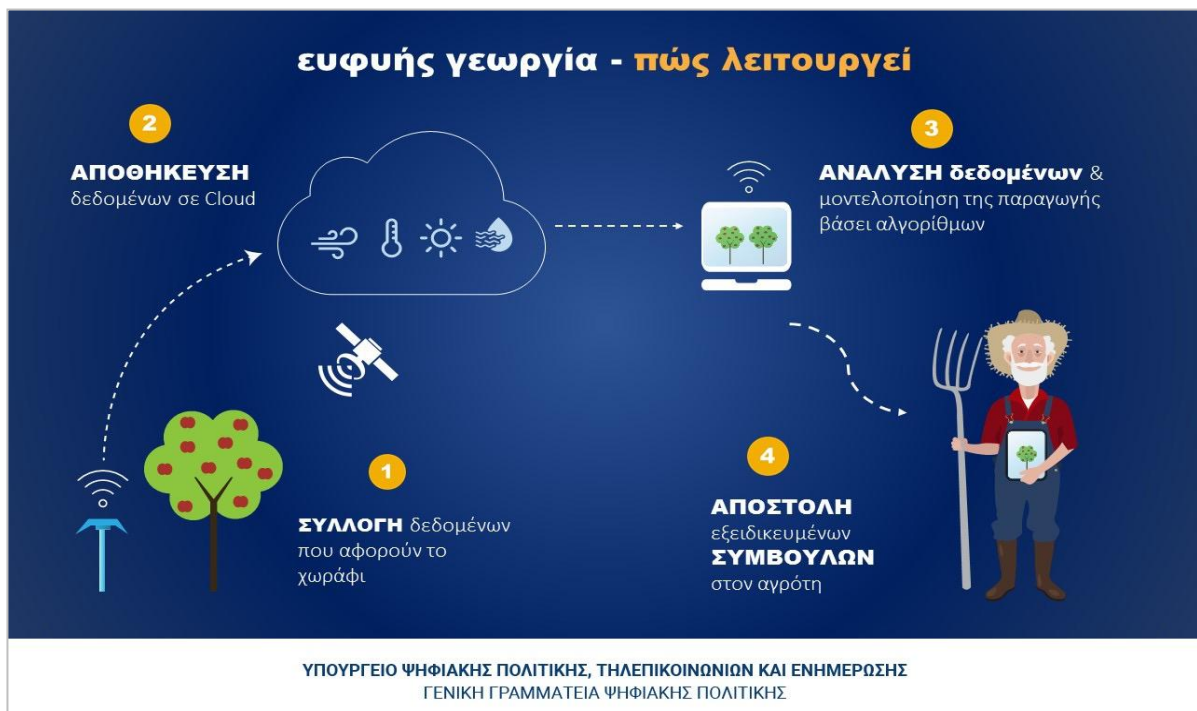 ευφυής γεωργία - πώς λειτουργεί
1
ΣΥΛΛΟΓΗ δεδομένων
που αφορούν το
χωράφι
2
ΑΠΟΘΗΚΕΥΣΗ
δεδομένων σε Cloud
3
ΑΝΑΛΥΣΗ δεδομένων &
μοντελοποίηση της παραγωγής
βάσει αλγορίθμων
4
ΑΠΟΣΤΟΛΗ
εξειδικευμένων
ΣΥΜΒΟΥΛΩΝ
στον αγρότη
ΥΠΟΥΡΓΕΙΟ ΨΗΦΙΑΚΗΣ ΠΟΛΙΤΙΚΗΣ, ΤΗΛΕΠΙΚΟΙΝΩΝΙΩΝ ΚΑΙ ΕΝΗΜΕΡΩΣΗΣ
ΓΕΝΙΚΗ ΓΡΑΜΜΑΤΕΙΑ ΨΗΦΙΑΚΗΣ ΠΟΛΙΤΙΚΗΣ